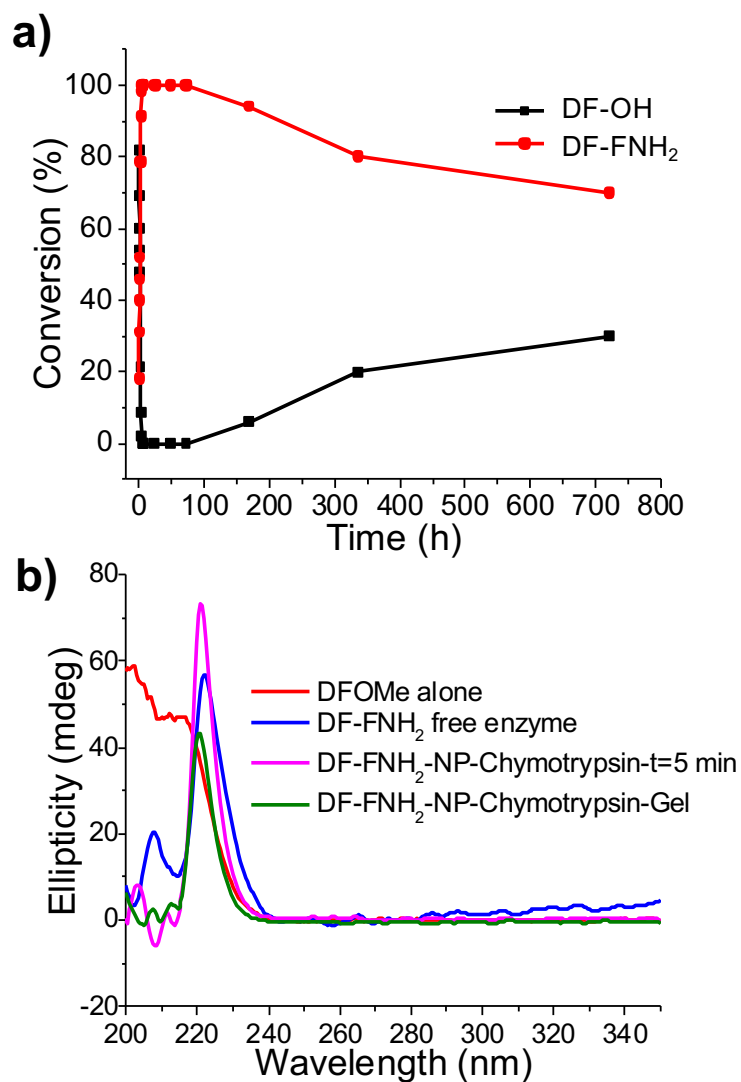 a)
100
80
60
40
20
0
Conversion (%)
DF-OH
DF-FNH₂
0 100 200 300 400 500 600 700 800
Time (h)
b)
80
60
40
20
0
-20
Ellipticity (mdeg)
DFOMe alone
DF-FNH₂ free enzyme
DF-FNH₂-NP-Chymotrypsin-t=5 min
DF-FNH₂-NP-Chymotrypsin-Gel
200 220 240 260 280 300 320 340
Wavelength (nm)